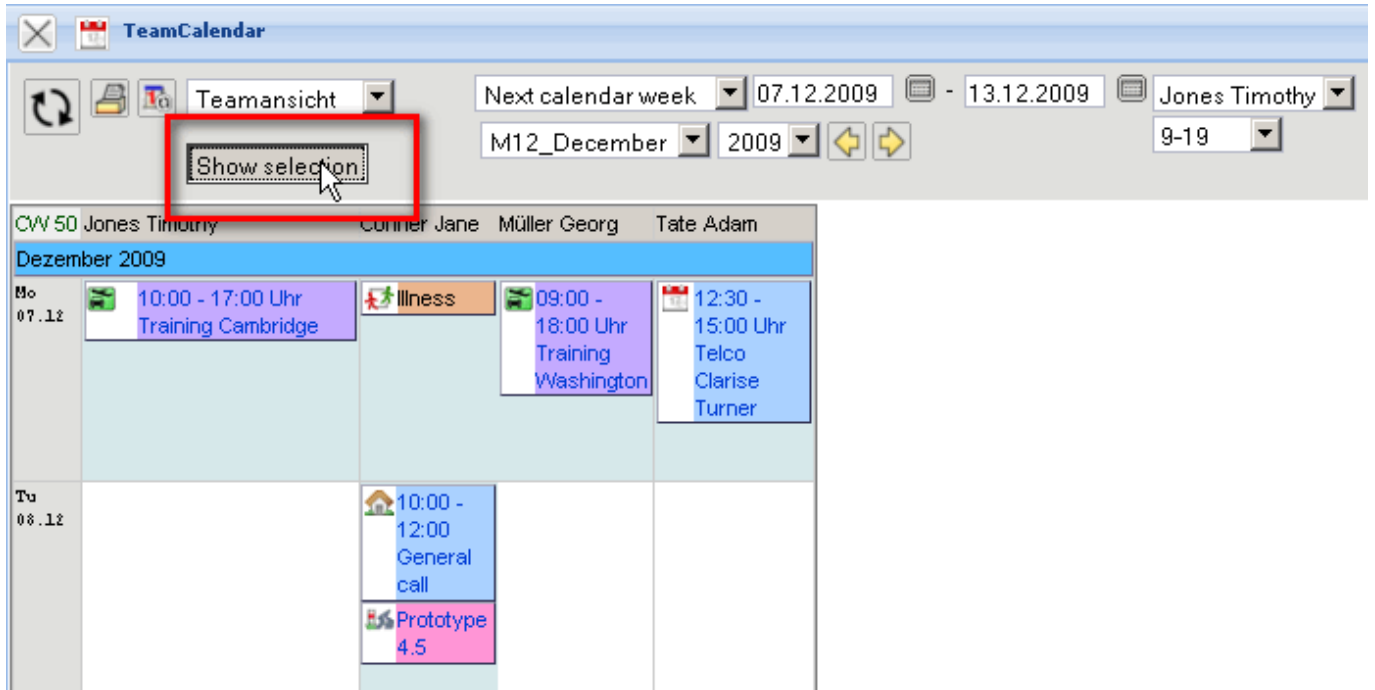 TeamCalendar
Teamansicht
Next calendar week 07.12.2009 - 13.12.2009 Jones Timothy
M12_December 2009 9-19
Show selection
CW 50 Jones Timothy Conner Jane Müller Georg Tate Adam
Dezember 2009
Mo
07.12
10:00 - 17:00 Uhr
Training Cambridge
Illness
09:00 -
18:00 Uhr
Training
Washington
12:30 -
15:00 Uhr
Telco
Clarise
Turner
Tu
08.12
10:00 -
12:00
General
call
Prototype
4.5